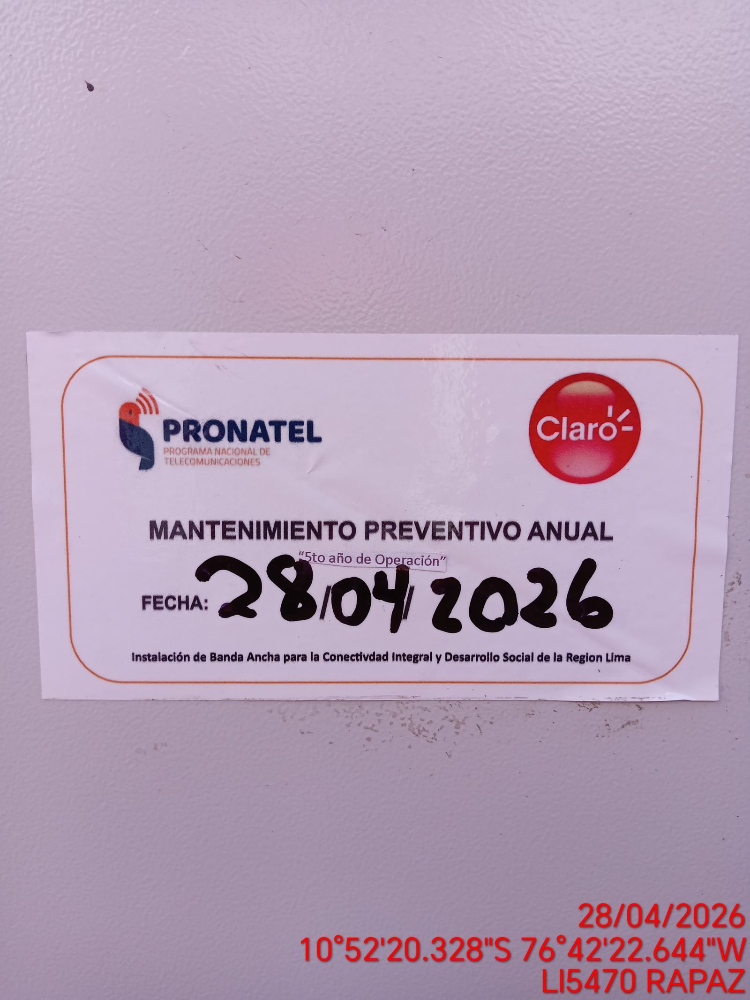 PRONATEL
PROGRAMA NACIONAL DE
TELECOMUNICACIONES
Claro
MANTENIMIENTO PREVENTIVO ANUAL
“5to año de Operación”
FECHA: 28/04/2026
Instalación de Banda Ancha para la Conectivdad Integral y Desarrollo Social de la Region Lima
28/04/2026
10°52'20.328"S 76°42'22.644"W
LI5470 RAPAZ